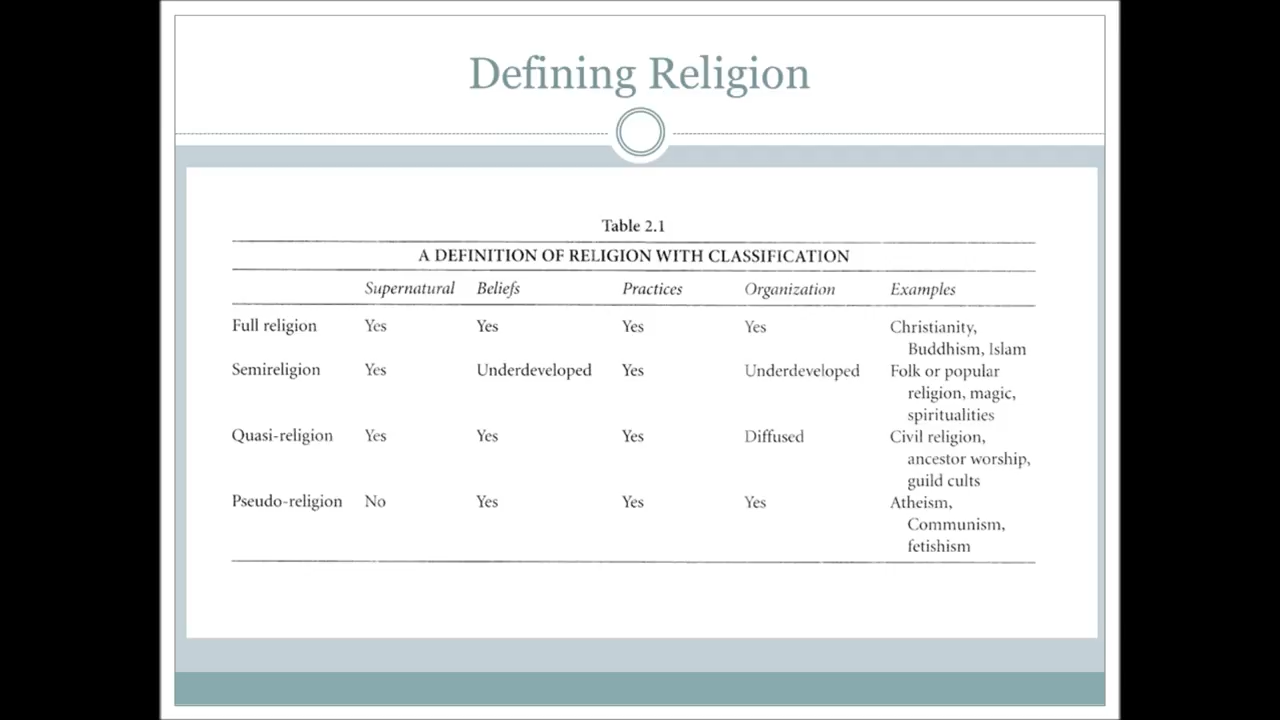 Defining Religion
Table 2.1
A DEFINITION OF RELIGION WITH CLASSIFICATION
Supernatural Beliefs Practices Organization Examples
Full religion Yes Yes Yes Yes Christianity,
Buddhism, Islam
Semireligion Yes Underdeveloped Yes Underdeveloped Folk or popular
religion, magic,
spiritualities
Quasi-religion Yes Yes Yes Diffused Civil religion,
ancestor worship,
guild cults
Pseudo-religion No Yes Yes Yes Atheism,
Communism,
fetishism